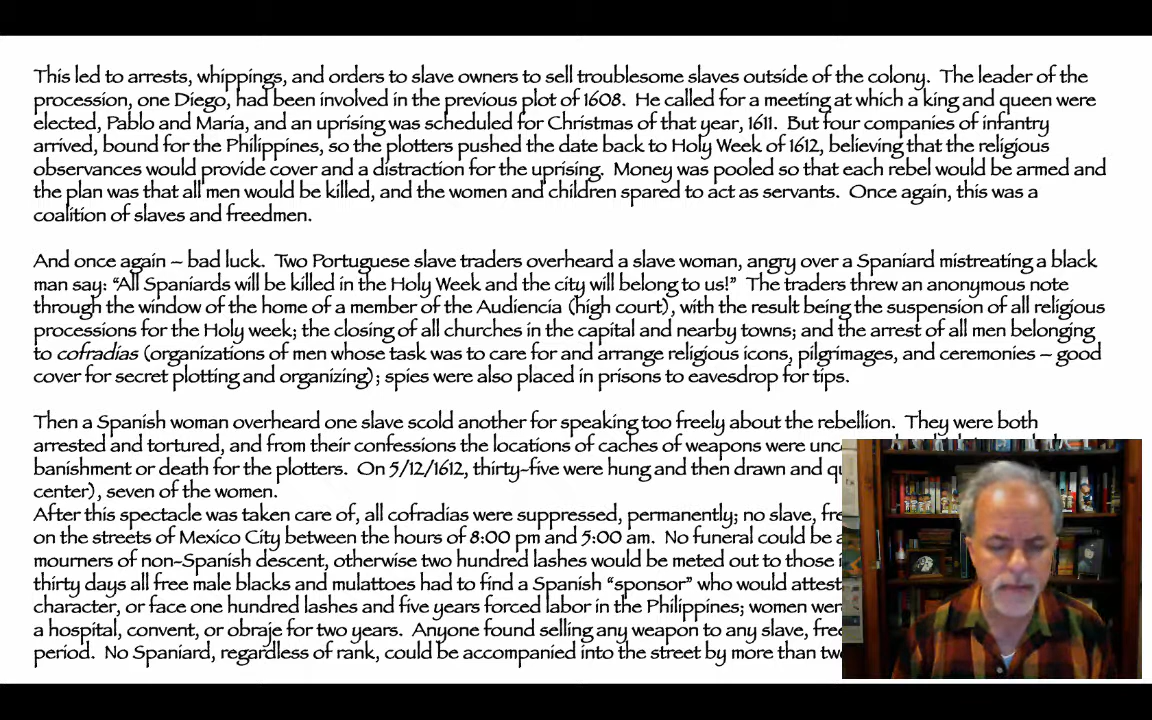 This led to arrests, whippings, and orders to slave owners to sell troublesome slaves outside of the colony. The leader of the
procession, one Diego, had been involved in the previous plot of 1608. He called for a meeting at which a king and queen were
elected, Pablo and Maria, and an uprising was scheduled for Christmas of that year, 1611. But four companies of infantry
arrived, bound for the Philippines, so the plotters pushed the date back to Holy Week of 1612, believing that the religious
observances would provide cover and a distraction for the uprising. Money was pooled so that each rebel would be armed and
the plan was that all men would be killed, and the women and children spared to act as servants. Once again, this was a
coalition of slaves and freedmen.
And once again – bad luck. Two Portuguese slave traders overheard a slave woman, angry over a Spaniard mistreating a black
man say: “All Spaniards will be killed in the Holy Week and the city will belong to us!” The traders threw an anonymous note
through the window of the home of a member of the Audiencia (high court), with the result being the suspension of all religious
processions for the Holy week; the closing of all churches in the capital and nearby towns; and the arrest of all men belonging
to cofradias (organizations of men whose task was to care for and arrange religious icons, pilgrimages, and ceremonies – good
cover for secret plotting and organizing); spies were also placed in prisons to eavesdrop for tips.
Then a Spanish woman overheard one slave scold another for speaking too freely about the rebellion. They were both
arrested and tortured, and from their confessions the locations of caches of weapons were
banishment or death for the plotters. On 5/12/1612, thirty-five were hung and then drawn and
center), seven of the women.
After this spectacle was taken care of, all cofradias were suppressed, permanently; no slave,
on the streets of Mexico City between the hours of 8:00 pm and 5:00 am. No funeral could be
mourners of non-Spanish descent, otherwise two hundred lashes would be meted out to those
thirty days all free male blacks and mulattoes had to find a Spanish “sponsor” who would attest
character, or face one hundred lashes and five years forced labor in the Philippines; women
a hospital, convent, or obraje for two years. Anyone found selling any weapon to any slave,
period. No Spaniard, regardless of rank, could be accompanied into the street by more than